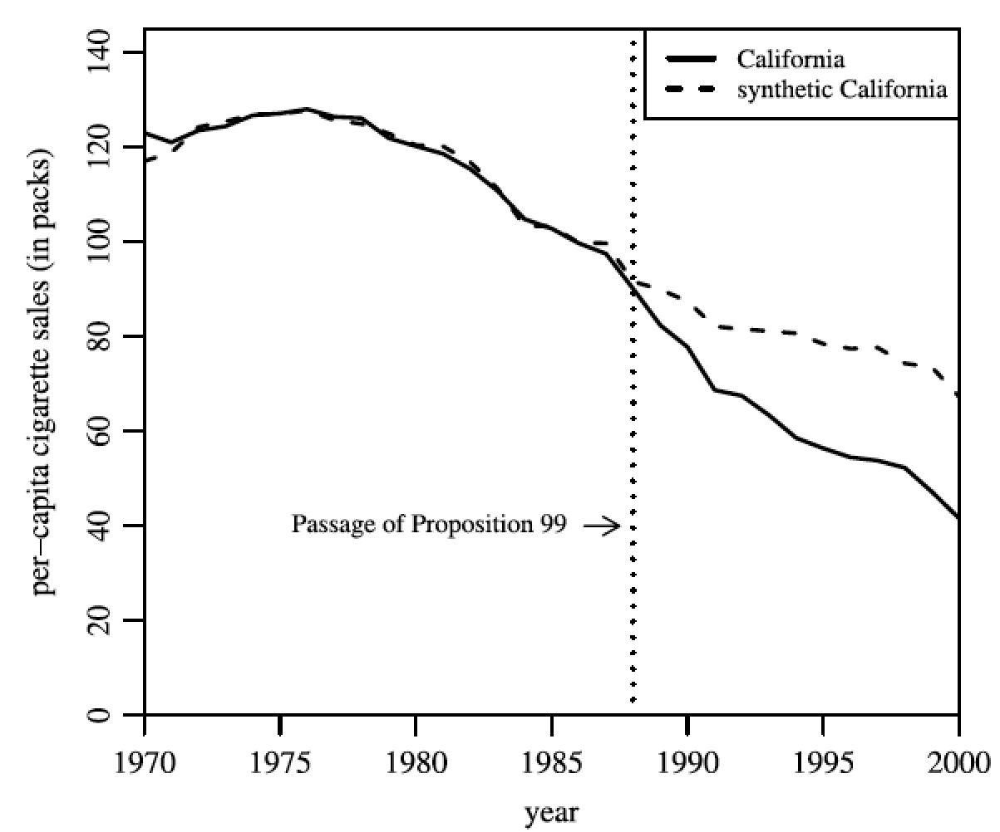 140
120
100
80
60
40
20
0
per−capita cigarette sales (in packs)
California
synthetic California
Passage of Proposition 99
1970 1975 1980 1985 1990 1995 2000
year